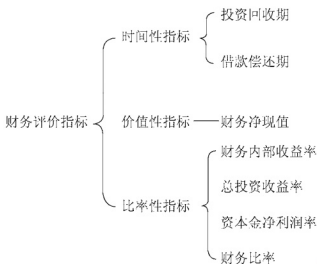 投资回收期
时间性指标
借款偿还期
财务评价指标
价值性指标
财务净现值
财务内部收益率
总投资收益率
比率性指标
资本金净利润率
财务比率